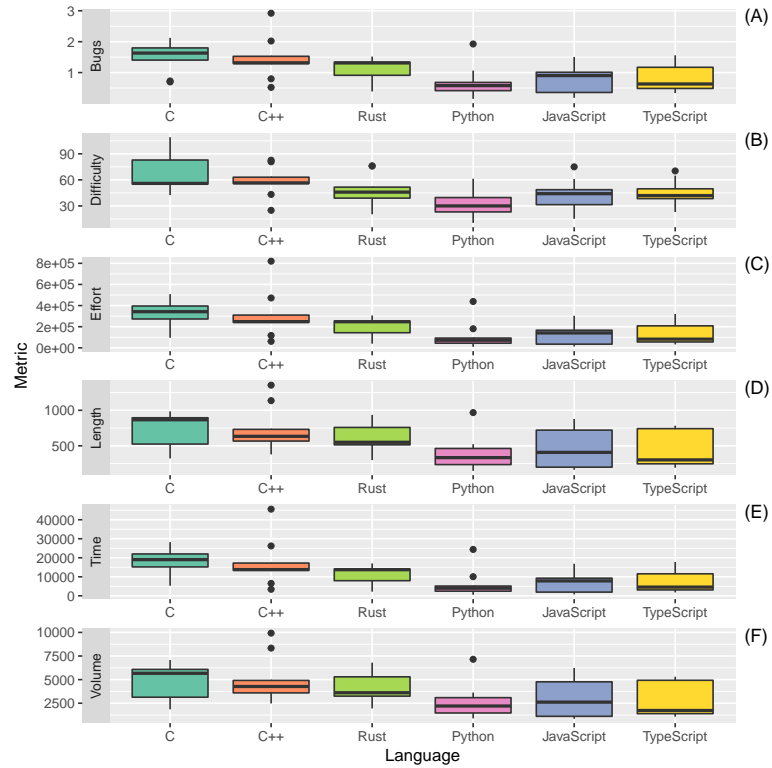 (A)
Bugs
3
2
1
C C++ Rust Python JavaScript TypeScript
(B)
Difficulty
90
60
30
C C++ Rust Python JavaScript TypeScript
(C)
Effort
8e+05
6e+05
4e+05
2e+05
0e+00
C C++ Rust Python JavaScript TypeScript
Metric
(D)
Length
1000
500
C C++ Rust Python JavaScript TypeScript
(E)
Time
40000
30000
20000
10000
0
C C++ Rust Python JavaScript TypeScript
(F)
Volume
10000
7500
5000
2500
C C++ Rust Python JavaScript TypeScript
Language